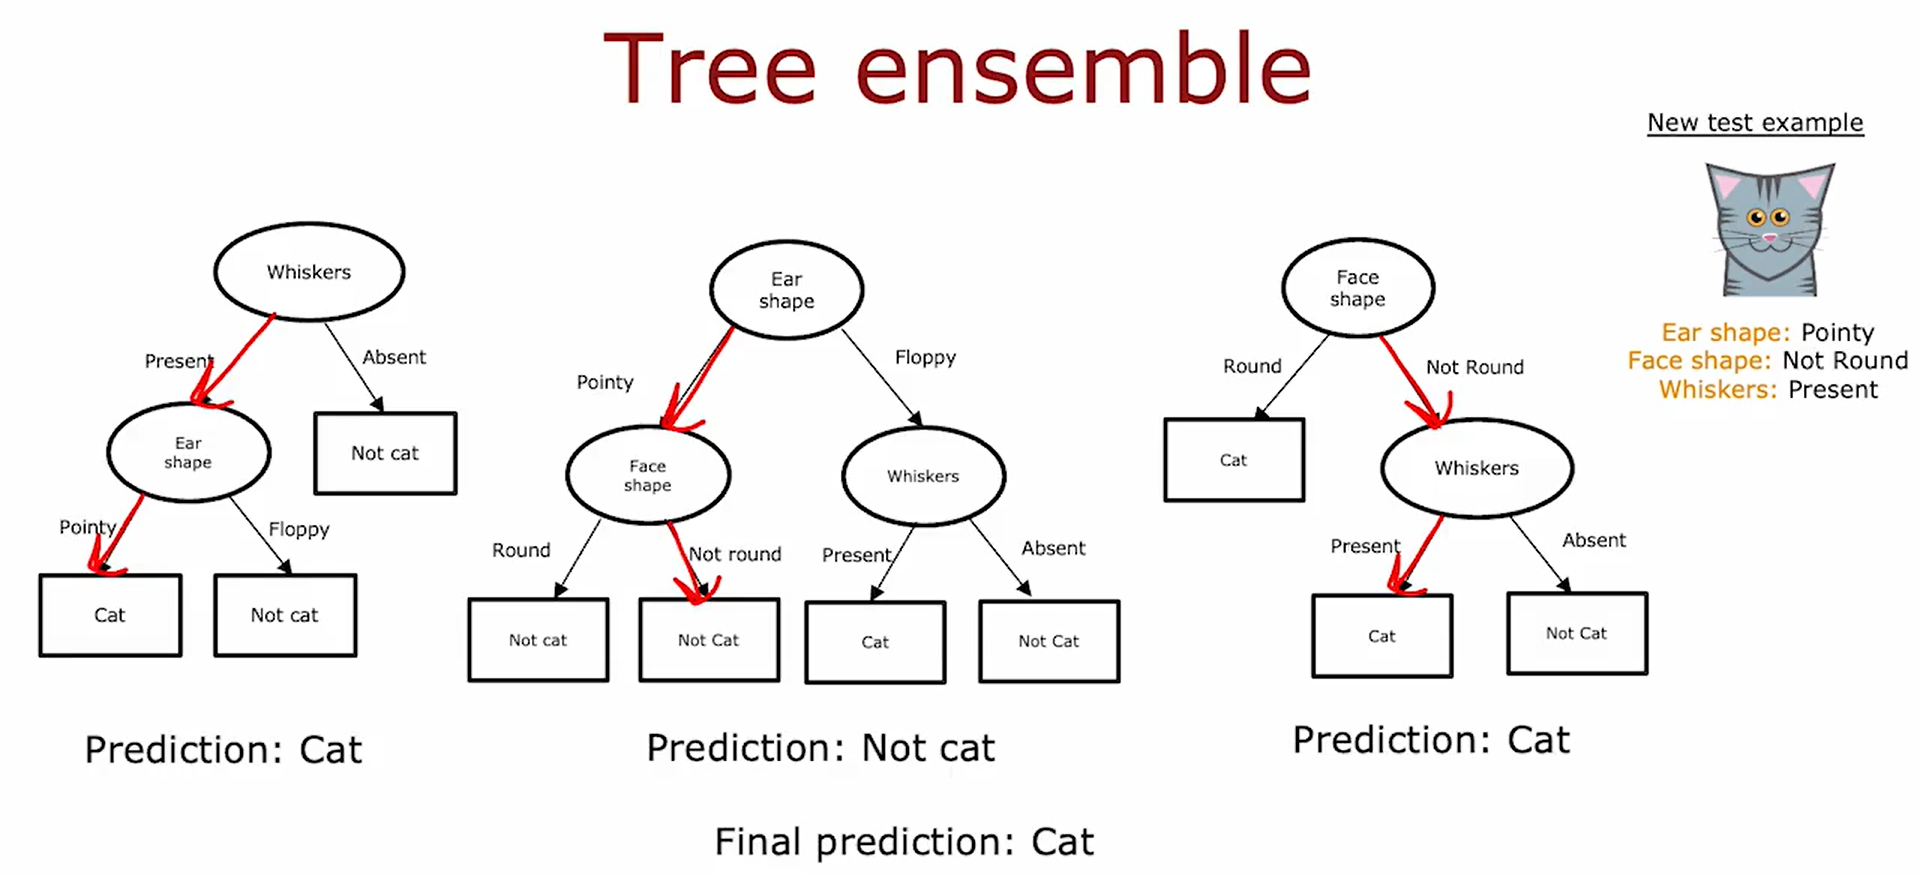 Tree ensemble
New test example
Ear shape: Pointy
Face shape: Not Round
Whiskers: Present
Whiskers
Present
Absent
Ear
shape
Not cat
Pointy
Floppy
Cat
Not cat
Prediction: Cat
Ear
shape
Pointy
Floppy
Face
shape
Whiskers
Round
Not round
Present
Absent
Not cat
Not Cat
Cat
Not Cat
Prediction: Not cat
Face
shape
Round
Not Round
Cat
Whiskers
Present
Absent
Cat
Not Cat
Prediction: Cat
Final prediction: Cat